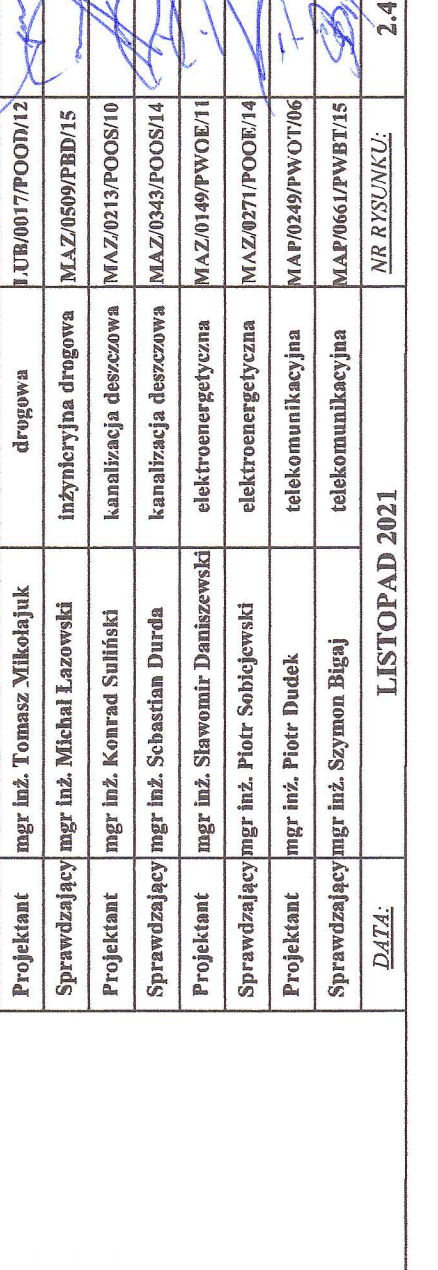 Projektant mgr inż. Tomasz Mikołajuk drogowa LUB/0017/POOD/12
Sprawdzający mgr inż. Michał Łazowski inżynieryjna drogowa MAZ/0509/PBD/15
Projektant mgr inż. Konrad Suliński kanalizacja deszczowa MAZ/0213/POOS/10
Sprawdzający mgr inż. Sebastian Durda kanalizacja deszczowa MAZ/0343/POOS/14
Projektant mgr inż. Sławomir Daniszewski elektroenergetyczna MAZ/0149/PWOE/11
Sprawdzający mgr inż. Piotr Sobiejewski elektroenergetyczna MAZ/0271/POOE/14
Projektant mgr inż. Piotr Dudek telekomunikacyjna MAP/0249/PWOT/06
Sprawdzający mgr inż. Szymon Bigaj telekomunikacyjna MAP/0661/PWBT/15
DATA: LISTOPAD 2021 NR RYSUNKU: 2.4